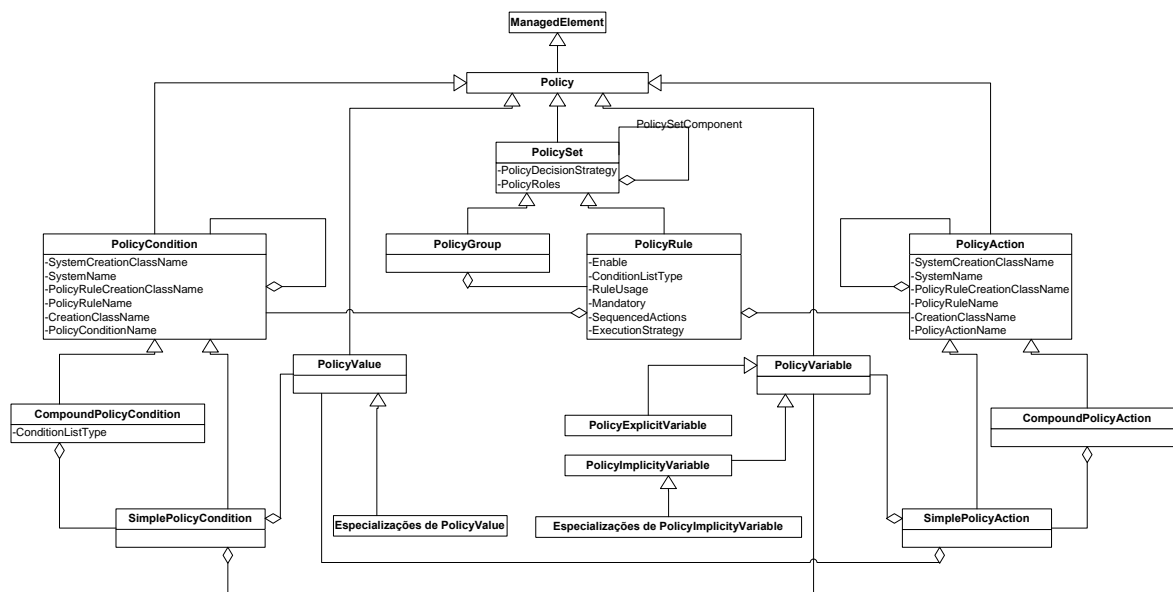 ManagedElement
Policy
PolicySetComponent
PolicySet
-PolicyDecisionStrategy
-PolicyRoles
PolicyCondition
-SystemCreationClassName
-SystemName
-PolicyRuleCreationClassName
-PolicyRuleName
-CreationClassName
-PolicyConditionName
PolicyGroup
PolicyRule
-Enable
-ConditionListType
-RuleUsage
-Mandatory
-SequencedActions
-ExecutionStrategy
PolicyAction
-SystemCreationClassName
-SystemName
-PolicyRuleCreationClassName
-PolicyRuleName
-CreationClassName
-PolicyActionName
PolicyValue
PolicyVariable
CompoundPolicyCondition
-ConditionListType
PolicyExplicitVariable
CompoundPolicyAction
PolicyImplicityVariable
SimplePolicyCondition
Especializações de PolicyValue
Especializações de PolicyImplicityVariable
SimplePolicyAction